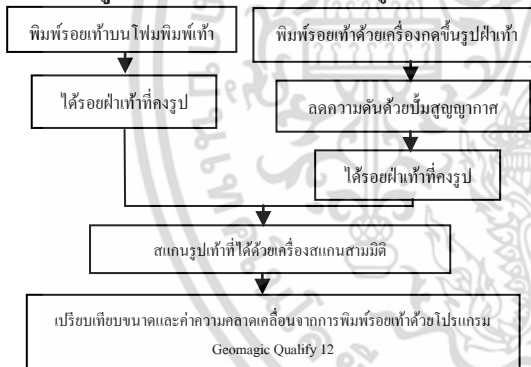 พิมพ์รอยเท้าบนโฟมพิมพ์เท้า
พิมพ์รอยเท้าด้วยเครื่องกดขึ้นรูปฝ่าเท้า
ได้รอยฝ่าเท้าที่คงรูป
ลดความดันด้วยปั๊มสูญญากาศ
ได้รอยฝ่าเท้าที่คงรูป
สแกนรูปเท้าที่ได้ด้วยเครื่องสแกนสามมิติ
เปรียบเทียบขนาดและค่าความคลาดเคลื่อนจากการพิมพ์รอยเท้าด้วยโปรแกรม
Geomagic Qualify 12